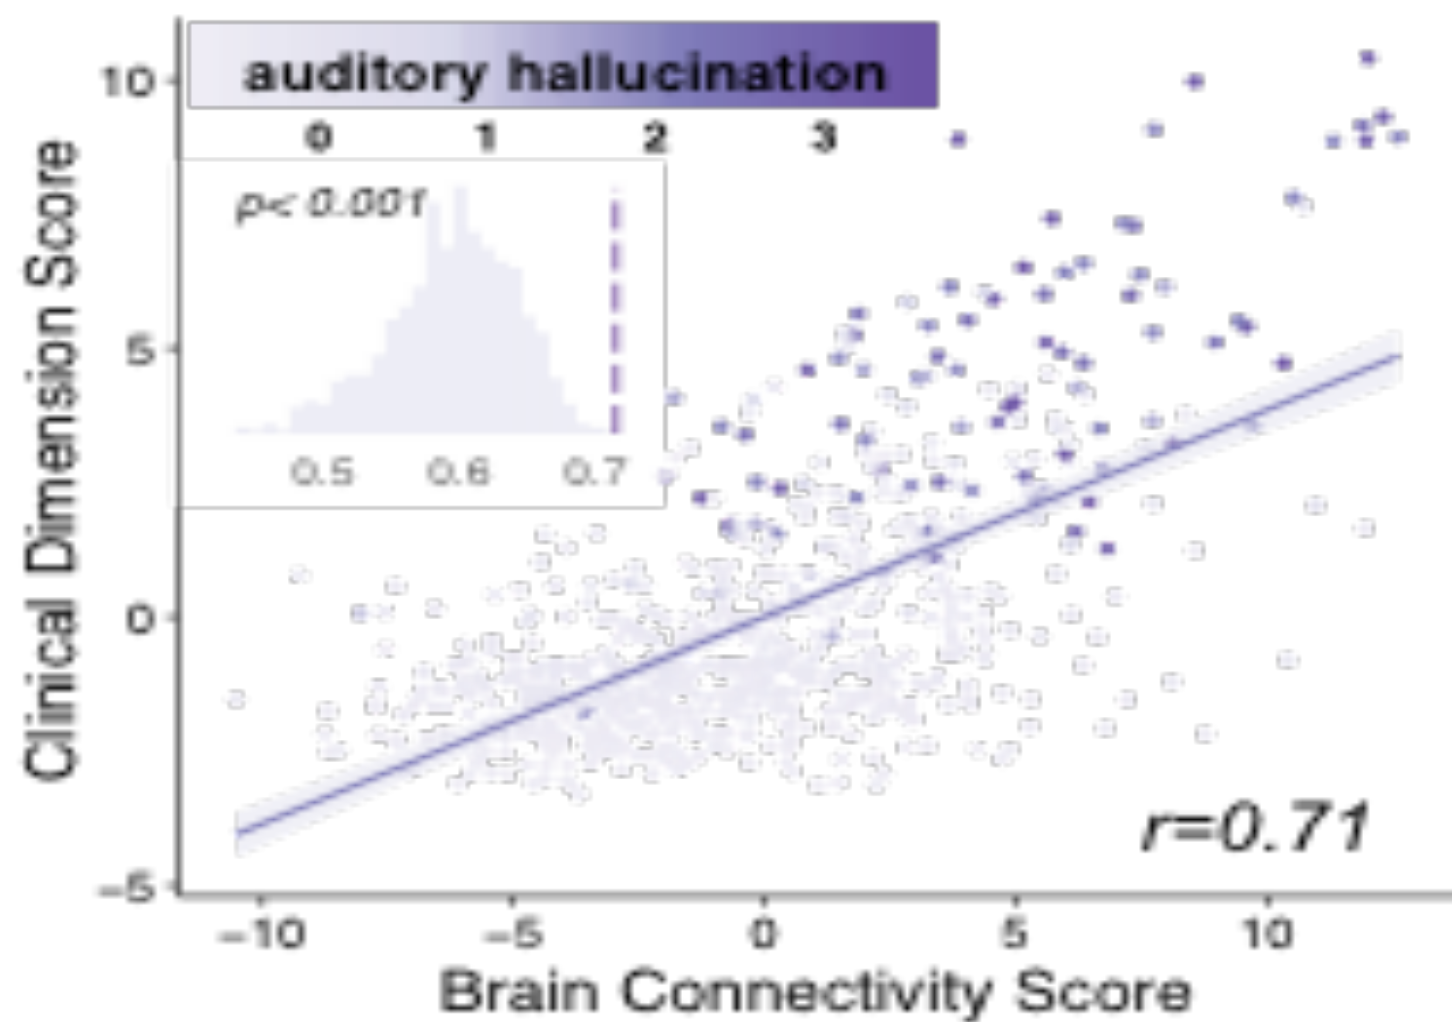 auditory hallucination
0 1 2 3
p< 0.001
0.5 0.6 0.7
10
5
0
−5
Clinical Dimension Score
r=0.71
−10 −5 0 5 10
Brain Connectivity Score